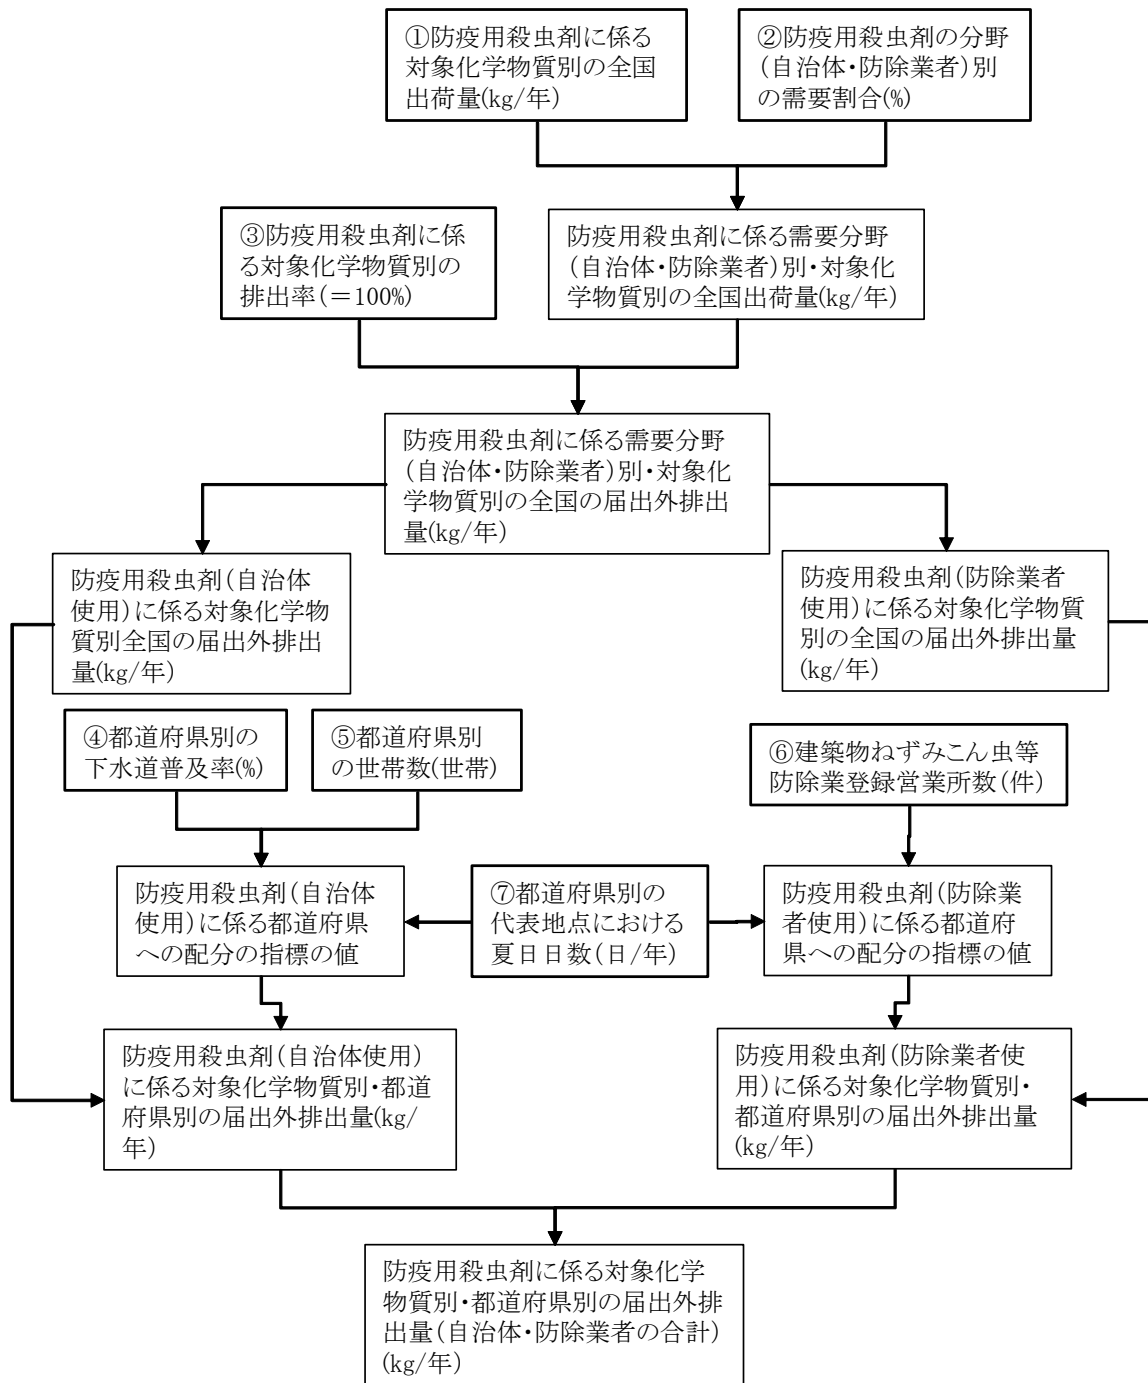 ①防疫用殺虫剤に係る
対象化学物質別の全国
出荷量(kg/年)
②防疫用殺虫剤の分野
(自治体・防除業者)別
の需要割合(%)
③防疫用殺虫剤に係
る対象化学物質別の
排出率(=100%)
防疫用殺虫剤に係る需要分野
(自治体・防除業者)別・対象化
学物質別の全国出荷量(kg/年)
防疫用殺虫剤に係る需要分野
(自治体・防除業者)別・対象化
学物質別の全国の届出外排出
量(kg/年)
防疫用殺虫剤(自治体
使用)に係る対象化学物
質別全国の届出外排出
量(kg/年)
防疫用殺虫剤(防除業者
使用)に係る対象化学物質
別の全国の届出外排出量
(kg/年)
④都道府県別の
下水道普及率(%)
⑤都道府県別
の世帯数(世帯)
⑥建築物ねずみこん虫等
防除業登録営業所数(件)
防疫用殺虫剤(自治体
使用)に係る都道府県
への配分の指標の値
⑦都道府県別の
代表地点における
夏日日数(日/年)
防疫用殺虫剤(防除業
者使用)に係る都道府
県への配分の指標の値
防疫用殺虫剤(自治体使用)
に係る対象化学物質別・都道
府県別の届出外排出量(kg/
年)
防疫用殺虫剤(防除業者使
用)に係る対象化学物質別・
都道府県別の届出外排出量
(kg/年)
防疫用殺虫剤に係る対象化学
物質別・都道府県別の届出外排
出量(自治体・防除業者の合計)
(kg/年)